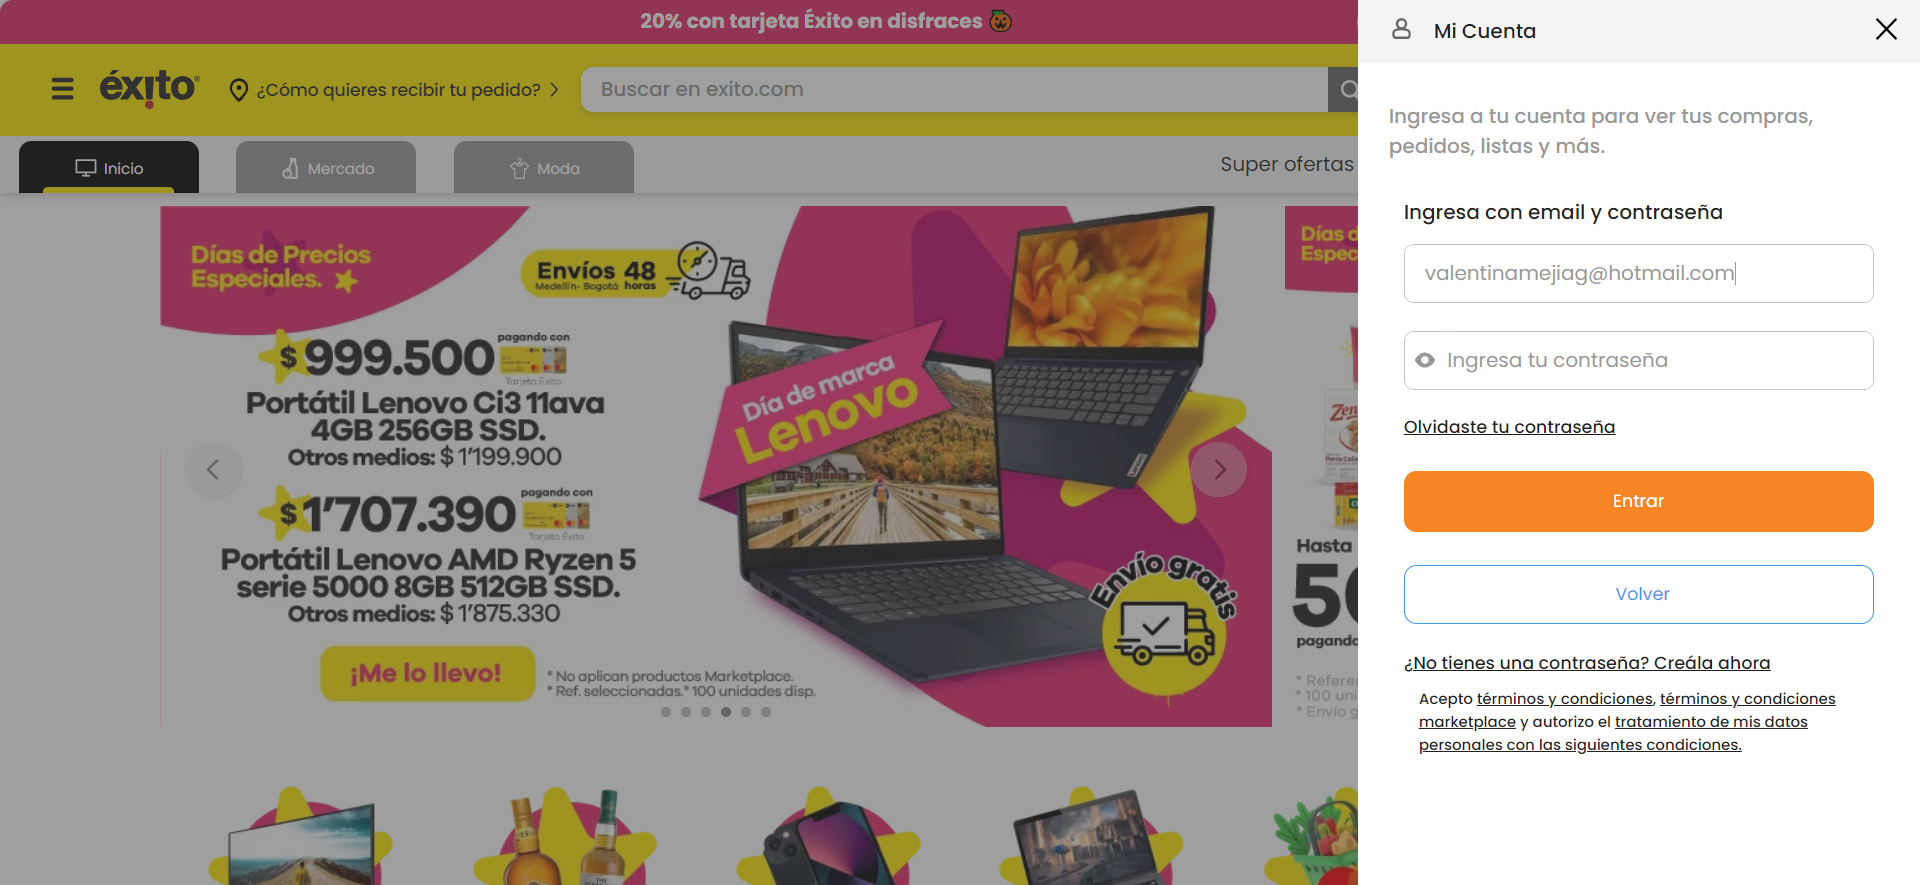 20% con tarjeta Éxito en disfraces 🎃
éxito
¿Cómo quieres recibir tu pedido?
Buscar en exito.com
Inicio
Mercado
Moda
Super ofertas
Días de Precios
Especiales.
Envíos 48
Medellín- Bogotá horas
$999.500
pagando con
Tarjeta Éxito
Portátil Lenovo Ci3 11ava
4GB 256GB SSD.
Otros medios: $ 1'199.900
$1'707.390
pagando con
Tarjeta Éxito
Portátil Lenovo AMD Ryzen 5
serie 5000 8GB 512GB SSD.
Otros medios: $ 1'875.330
¡Me lo llevo!
* No aplican productos Marketplace.
* Ref. seleccionadas.* 100 unidades disp.
Día de marca
Lenovo
Lenovo
Envío gratis
Días d
Espec
Zen
Hasta
50
pagando
* Referen
* 100 uni
* Envío g
Mi Cuenta
Ingresa a tu cuenta para ver tus compras,
pedidos, listas y más.
Ingresa con email y contraseña
valentinamejiag@hotmail.com
Ingresa tu contraseña
Olvidaste tu contraseña
Entrar
Volver
¿No tienes una contraseña? Creála ahora
Acepto términos y condiciones, términos y condiciones
marketplace y autorizo el tratamiento de mis datos
personales con las siguientes condiciones.